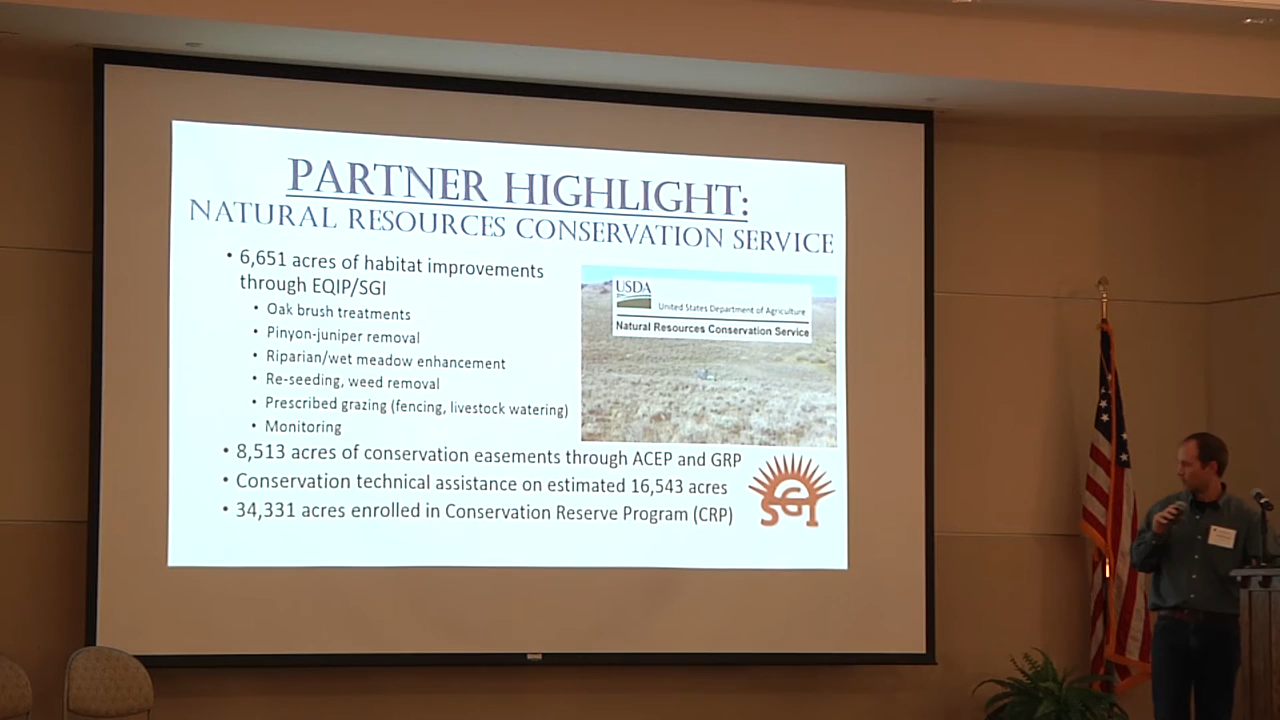 PARTNER HIGHLIGHT:
NATURAL RESOURCES CONSERVATION SERVICE
• 6,651 acres of habitat improvements
through EQIP/SGI
• Oak brush treatments
• Pinyon-juniper removal
• Riparian/wet meadow enhancement
• Re-seeding, weed removal
• Prescribed grazing (fencing, livestock watering)
• Monitoring
• 8,513 acres of conservation easements through ACEP and GRP
• Conservation technical assistance on estimated 16,543 acres
• 34,331 acres enrolled in Conservation Reserve Program (CRP)
USDA
United States Department of Agriculture
Natural Resources Conservation Service
SGI